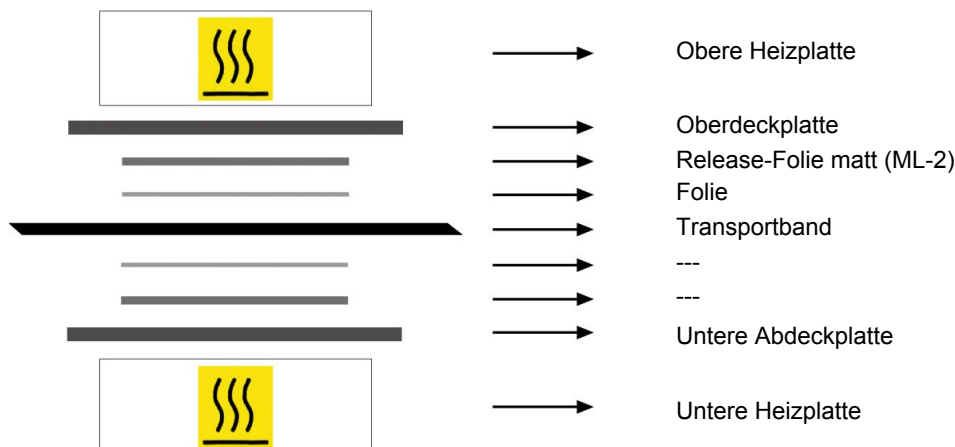 Obere Heizplatte
Oberdeckplatte
Release-Folie matt (ML-2)
Folie
Transportband
---
---
Untere Abdeckplatte
Untere Heizplatte